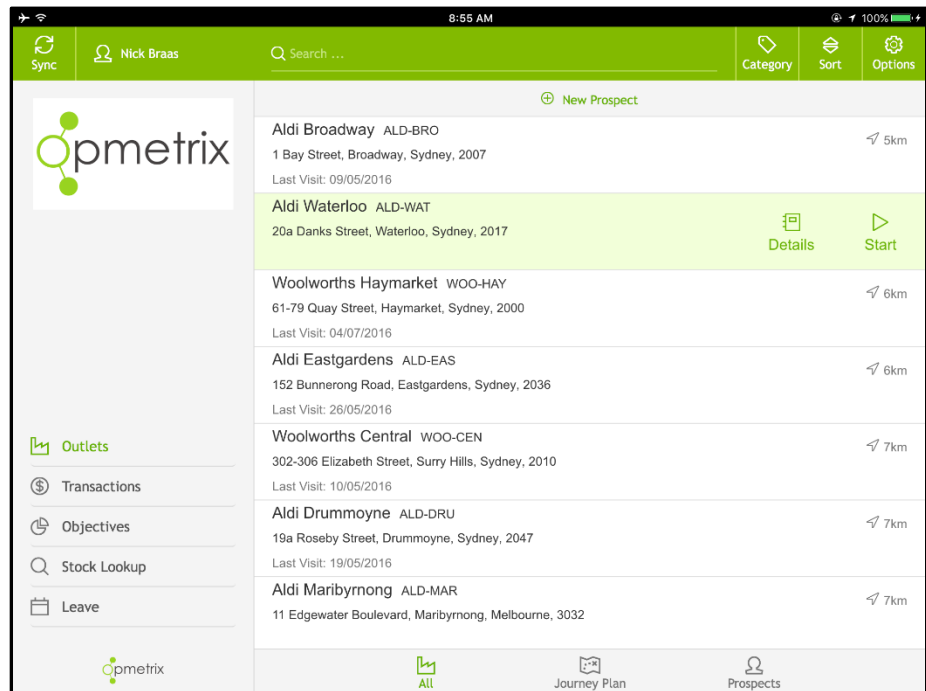 8:55 AM
100%
Sync
Nick Braas
Search ...
Category
Sort
Options
opmetrix
New Prospect
Aldi Broadway ALD-BRO
1 Bay Street, Broadway, Sydney, 2007
Last Visit: 09/05/2016
5km
Aldi Waterloo ALD-WAT
20a Danks Street, Waterloo, Sydney, 2017
Details
Start
Woolworths Haymarket WOO-HAY
61-79 Quay Street, Haymarket, Sydney, 2000
Last Visit: 04/07/2016
6km
Aldi Eastgardens ALD-EAS
152 Bunnerong Road, Eastgardens, Sydney, 2036
Last Visit: 26/05/2016
6km
Woolworths Central WOO-CEN
302-306 Elizabeth Street, Surry Hills, Sydney, 2010
Last Visit: 10/05/2016
7km
Aldi Drummoyne ALD-DRU
19a Roseby Street, Drummoyne, Sydney, 2047
Last Visit: 19/05/2016
7km
Aldi Maribyrnong ALD-MAR
11 Edgewater Boulevard, Maribyrnong, Melbourne, 3032
7km
Outlets
Transactions
Objectives
Stock Lookup
Leave
opmetrix
All
Journey Plan
Prospects